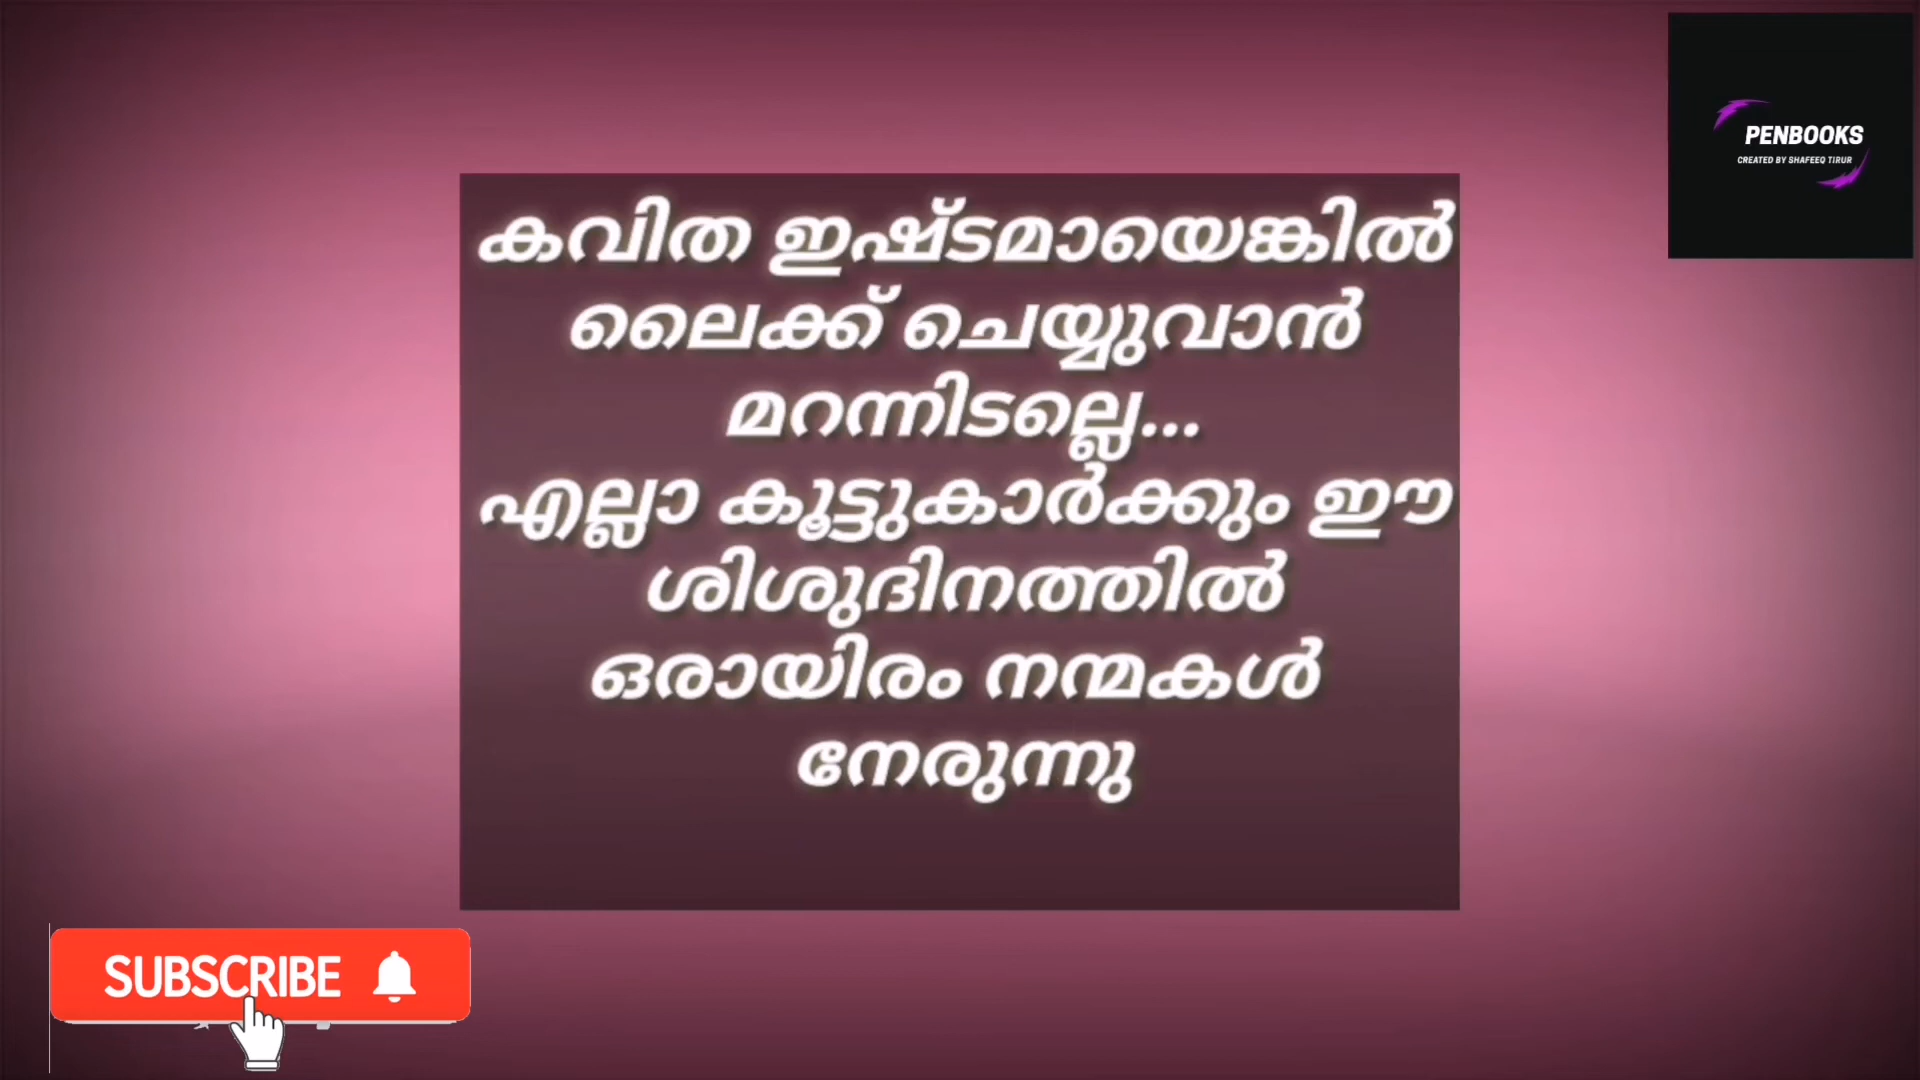 PENBOOKS
CREATED BY SHAFEEQ TIRUR
കവിത ഇഷ്ടമായെങ്കിൽ
ലൈക്ക് ചെയ്യുവാൻ
മറന്നിടല്ലെ...
എല്ലാ കൂട്ടുകാർക്കും ഈ
ശിശുദിനത്തിൽ
ഒരായിരം നന്മകൾ
നേരുന്നു
SUBSCRIBE